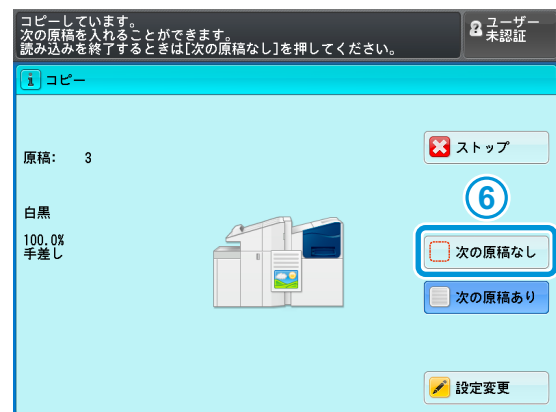 コピーしています。
次の原稿を入れることができます。
読み込みを終了するときは[次の原稿なし]を押してください。
ユーザー
未認証
i コピー
原稿: 3
ストップ
⑥
白黒
100.0%
手差し
次の原稿なし
次の原稿あり
設定変更